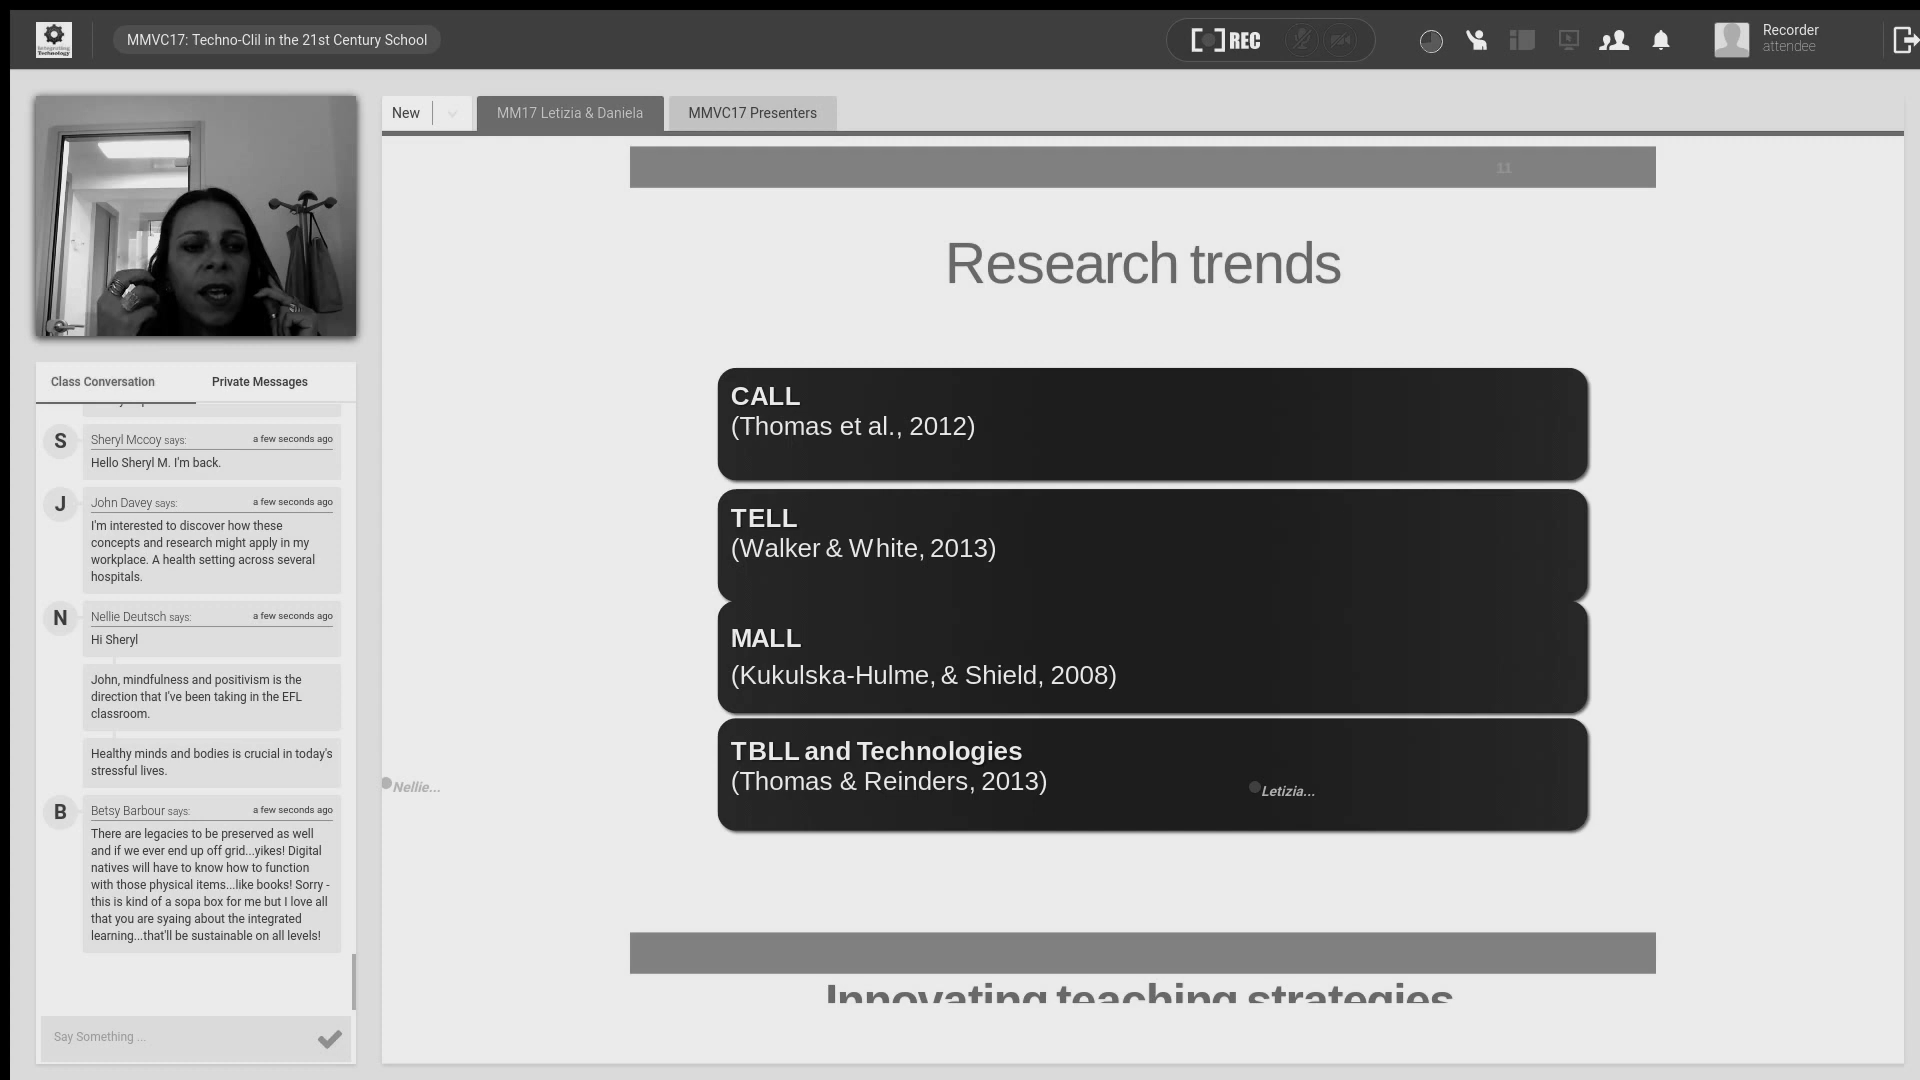 MMVC17: Techno-Clil in the 21st Century School
REC
Recorder
attendee
New
MM17 Letizia & Daniela
MMVC17 Presenters
11
Research trends
CALL
(Thomas et al., 2012)
TELL
(Walker & White, 2013)
MALL
(Kukulska-Hulme, & Shield, 2008)
TBLL and Technologies
(Thomas & Reinders, 2013)
Nellie...
Letizia...
Innovating teaching strategies
Class Conversation
Private Messages
S
Sheryl Mccoy says:
a few seconds ago
Hello Sheryl M. I'm back.
J
John Davey says:
a few seconds ago
I'm interested to discover how these
concepts and research might apply in my
workplace. A health setting across several
hospitals.
N
Nellie Deutsch says:
a few seconds ago
Hi Sheryl
John, mindfulness and positivism is the
direction that I've been taking in the EFL
classroom.
Healthy minds and bodies is crucial in today's
stressful lives.
B
Betsy Barbour says:
a few seconds ago
There are legacies to be preserved as well
and if we ever end up off grid...yikes! Digital
natives will have to know how to function
with those physical items...like books! Sorry -
this is kind of a sopa box for me but I love all
that you are syaing about the integrated
learning...that'll be sustainable on all levels!
Say Something ...